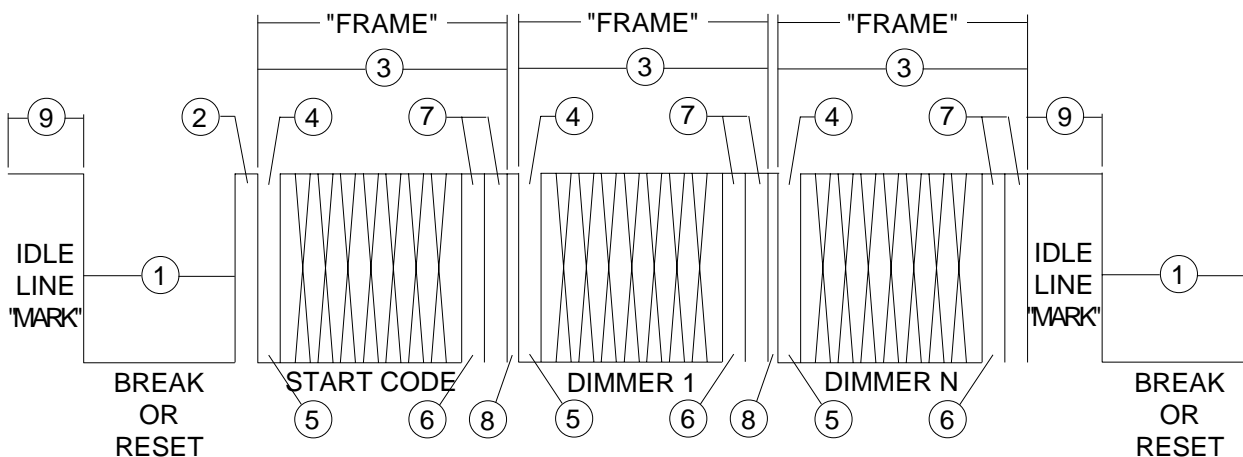 "FRAME" "FRAME" "FRAME"
3 3 3
9 2 4 7 4 7 4 7 9
IDLE
LINE
"MARK"
1
IDLE
LINE
"MARK"
1
BREAK
OR
RESET
START CODE
DIMMER 1
DIMMER N
BREAK
OR
RESET
5 6 8 5 6 8 5 6